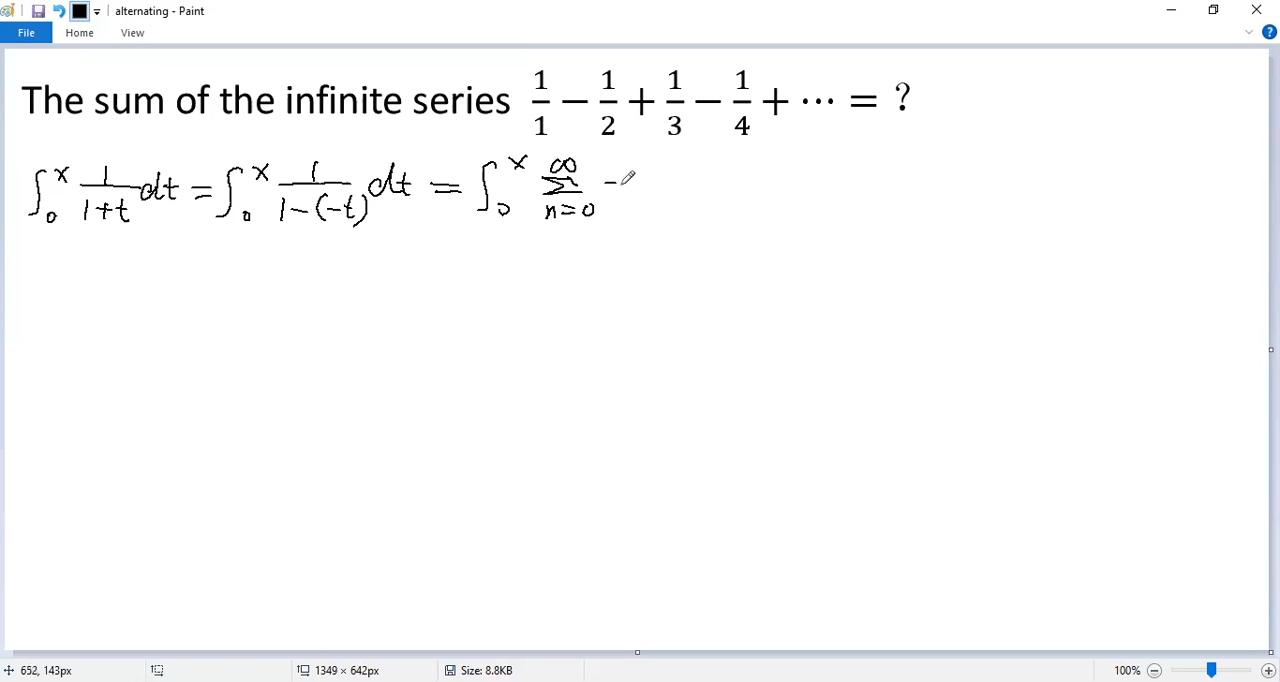 alternating - Paint
File Home View
The sum of the infinite series 1/1 − 1/2 + 1/3 − 1/4 + ⋯ = ?
∫₀ˣ 1/(1+t) dt = ∫₀ˣ 1/(1-(-t)) dt = ∫₀ˣ ∑_{n=0}^{∞} -
652, 143px 1349 × 642px Size: 8.8KB 100%